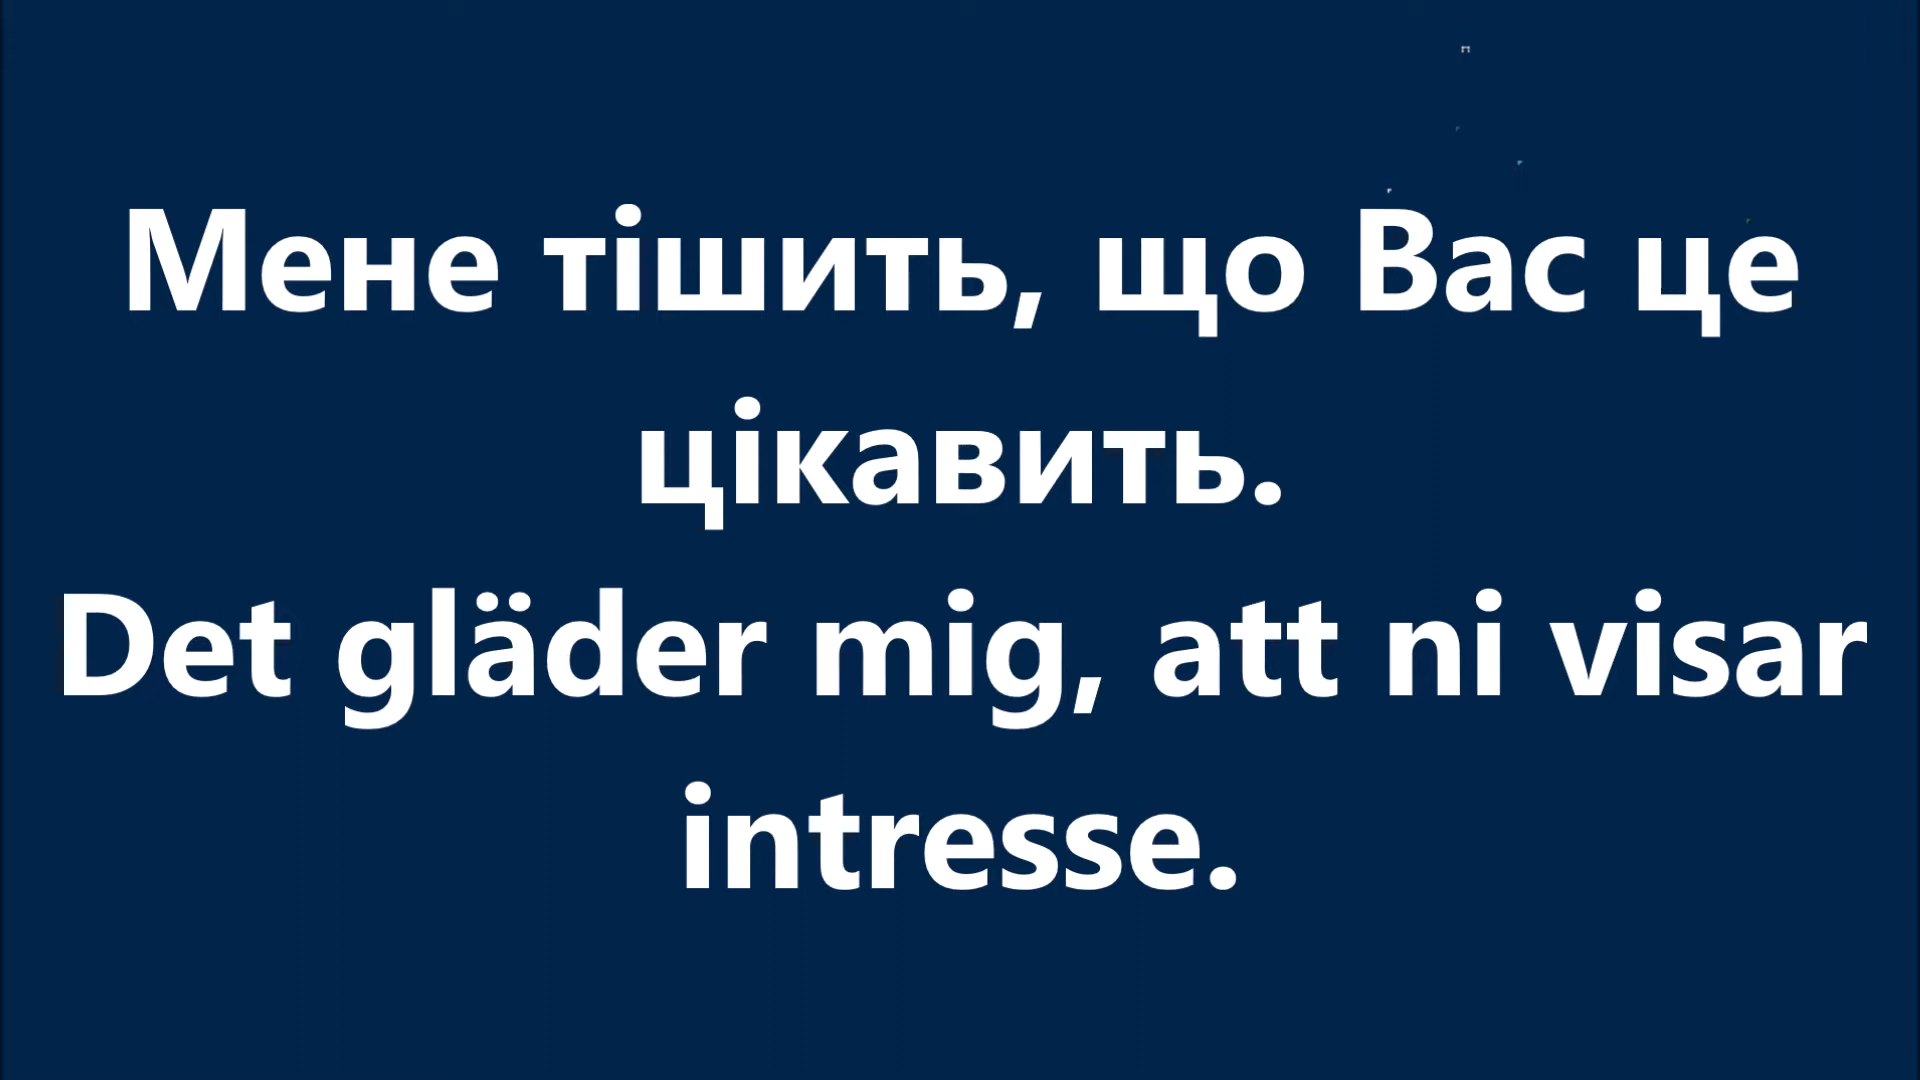 Мене тішить, що Вас це
цікавить.
Det gläder mig, att ni visar
intresse.